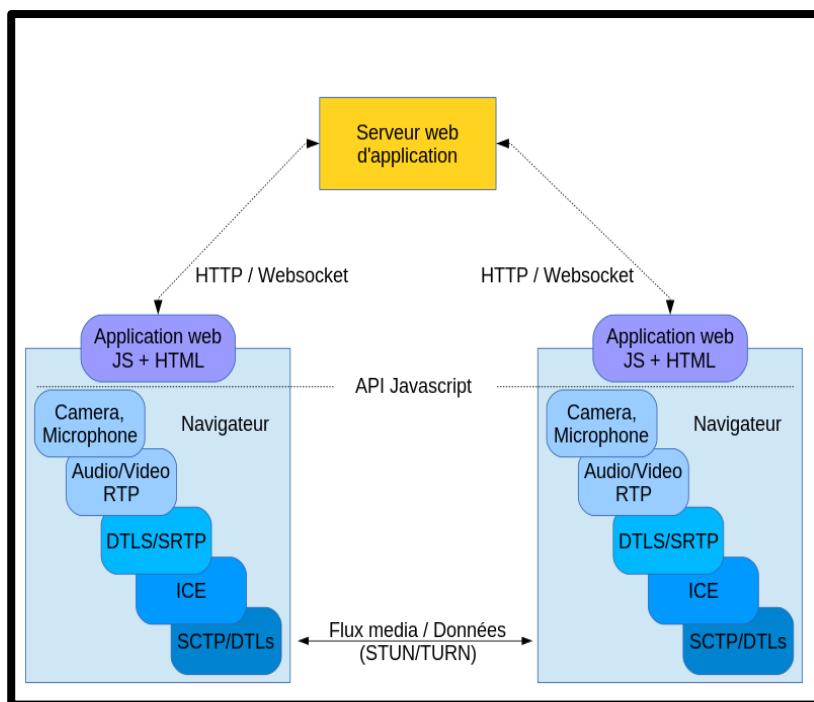 Serveur web
d'application
HTTP / Websocket
HTTP / Websocket
Application web
JS + HTML
Application web
JS + HTML
API Javascript
Camera,
Microphone
Navigateur
Audio/Video
RTP
DTLS/SRTP
ICE
SCTP/DTLs
Flux media / Données
(STUN/TURN)
Camera,
Microphone
Navigateur
Audio/Video
RTP
DTLS/SRTP
ICE
SCTP/DTLs